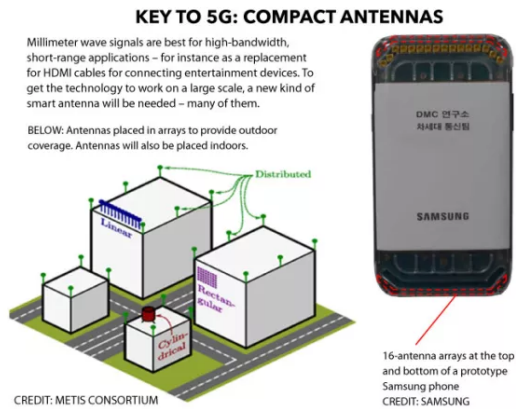 KEY TO 5G: COMPACT ANTENNAS
Millimeter wave signals are best for high-bandwidth,
short-range applications – for instance as a replacement
for HDMI cables for connecting entertainment devices. To
get the technology to work on a large scale, a new kind of
smart antenna will be needed – many of them.
BELOW: Antennas placed in arrays to provide outdoor
coverage. Antennas will also be placed indoors.
Distributed
Linear
Rectan-
gular
Cylin-
drical
CREDIT: METIS CONSORTIUM
DMC 연구소
차세대 통신팀
SAMSUNG
16-antenna arrays at the top
and bottom of a prototype
Samsung phone
CREDIT: SAMSUNG